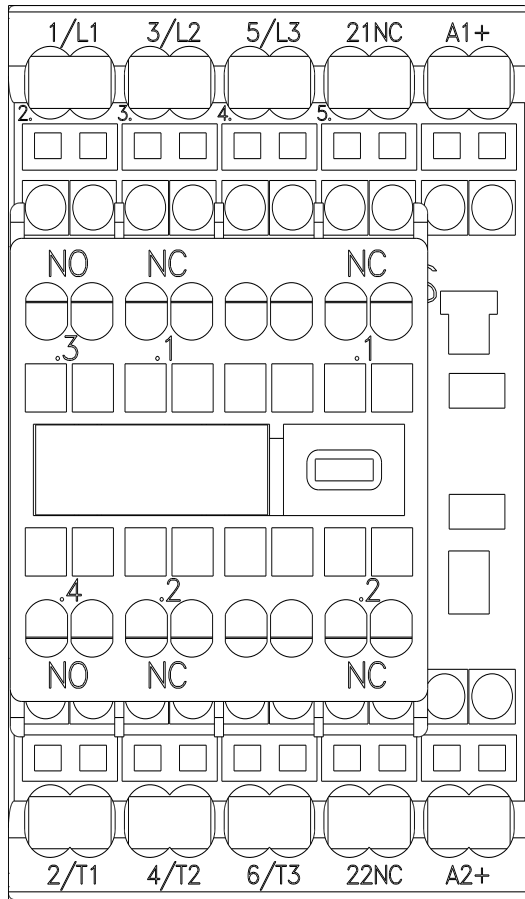 1/L1 3/L2 5/L3 21NC A1+
2. 3. 4. 5.
NO NC NC
.3 .1 .1
.4 .2 .2
NO NC NC
2/T1 4/T2 6/T3 22NC A2+